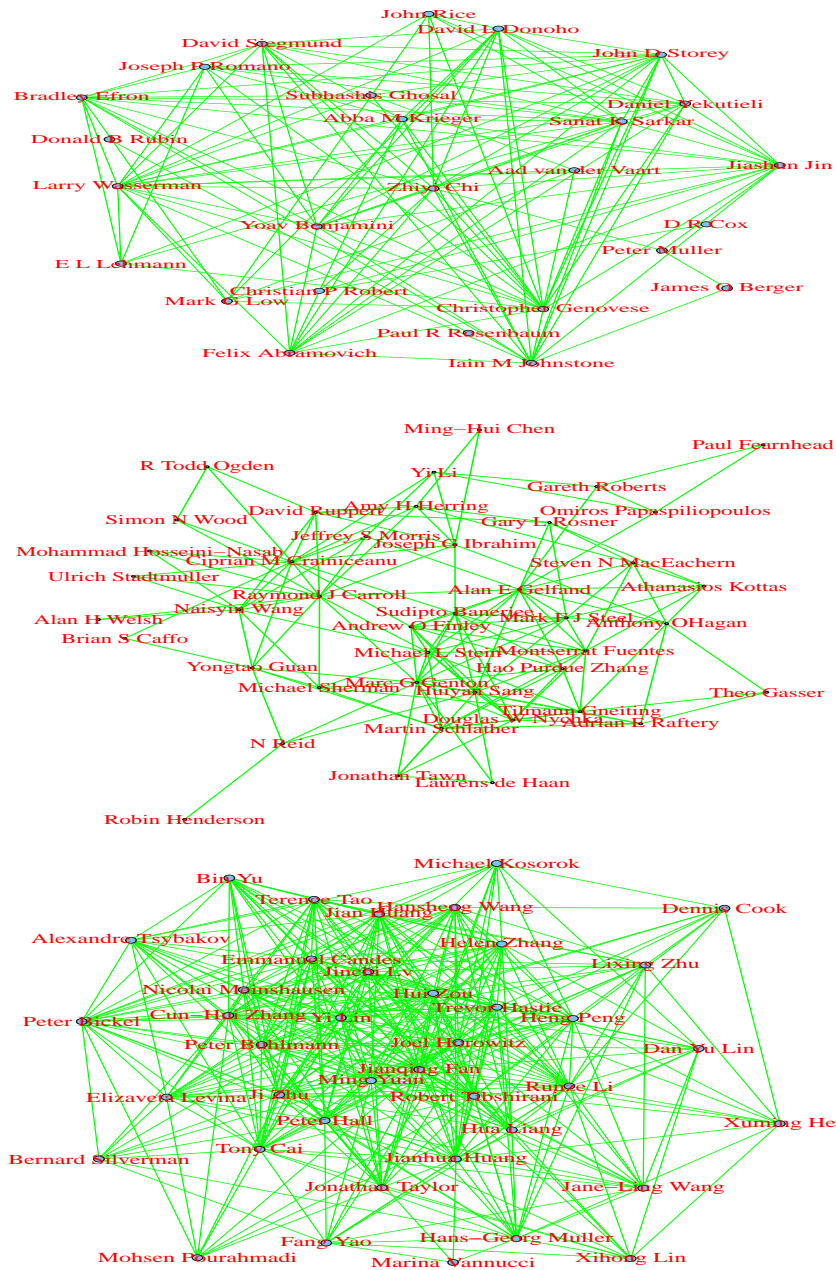 John Rice
David L Donoho
David Siegmund
John D Storey
Joseph P Romano
Subhashis Ghosal
Bradley Efron
Daniel Yekutieli
Abba M Krieger
Sanat K Sarkar
Donald B Rubin
Jiashun Jin
Aad van der Vaart
Larry Wasserman
Zhiyi Chi
Yoav Benjamini
D R Cox
Peter Muller
E L Lehmann
James O Berger
Christian P Robert
Mark G Low
Christopher Genovese
Paul R Rosenbaum
Felix Abramovich
Iain M Johnstone
Ming-Hui Chen
Paul Fearnhead
R Todd Ogden
Yi Li
Gareth Roberts
Amy H Herring
David Ruppert
Omiros Papaspiliopoulos
Simon N Wood
Gary L Rosner
Jeffrey S Morris
Joseph G Ibrahim
Mohammad Hosseini-Nasab
Ciprian M Crainiceanu
Steven N MacEachern
Ulrich Stadtmuller
Athanasios Kottas
Raymond J Carroll
Alan E Gelfand
Naisyin Wang
Sudipto Banerjee
Mark F J Steel
Alan H Welsh
Andrew O Finley
Anthony OHagan
Brian S Caffo
Michael L Stein
Montserrat Fuentes
Yongtao Guan
Hao Purdue Zhang
Michael Sherman
Marc G Genton
Huiyan Sang
Theo Gasser
Tilmann Gneiting
Douglas W Nychka
Adrian E Raftery
Martin Schlather
N Reid
Jonathan Tawn
Laurens de Haan
Robin Henderson
Michael Kosorok
Bin Yu
Terence Tao
Hansheng Wang
Dennis Cook
Jian Huang
Alexandre Tsybakov
Helen Zhang
Emmanuel Candes
Lixing Zhu
Jinchi Lv
Nicolai Meinshausen
Hui Zou
Trevor Hastie
Peter Bickel
Cun-Hui Zhang
Yi Lin
Heng Peng
Peter Buhlmann
Joel Horowitz
Dan Yu Lin
Jianqing Fan
Ming Yuan
Runze Li
Elizaveta Levina
Ji Zhu
Robert Tibshirani
Peter Hall
Xuming He
Hua Liang
Tony Cai
Bernard Silverman
Jianhua Huang
Jonathan Taylor
Jane-Ling Wang
Fang Yao
Hans-Georg Muller
Mohsen Pourahmadi
Marina Vannucci
Xihong Lin